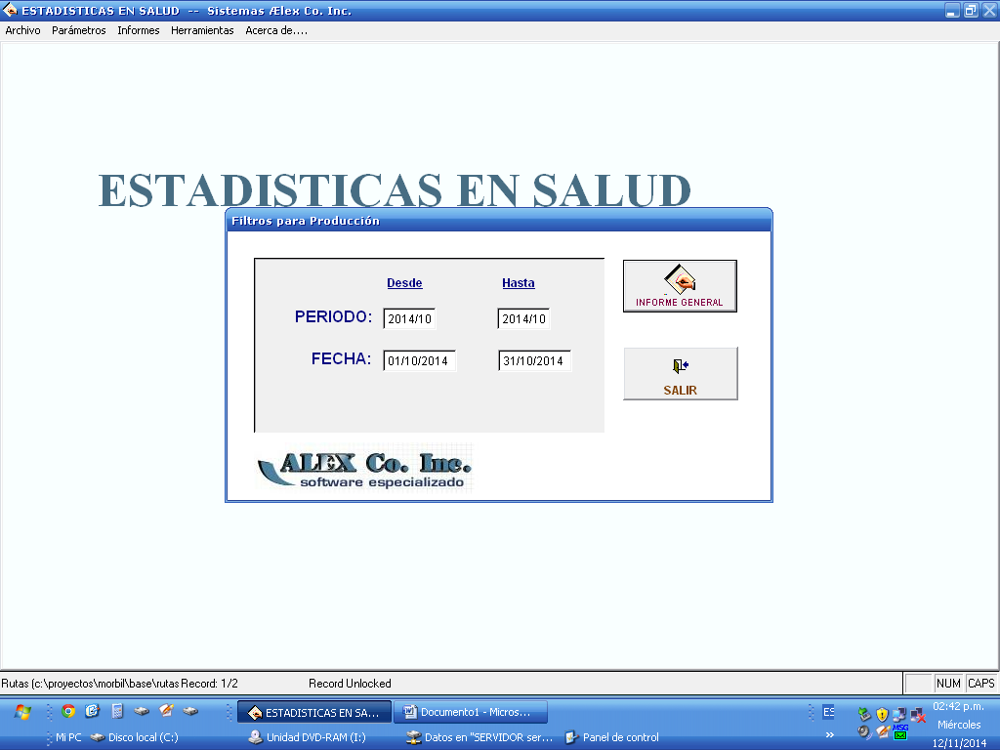 ESTADISTICAS EN SALUD -- Sistemas Ælex Co. Inc.
Archivo Parámetros Informes Herramientas Acerca de....
ESTADISTICAS EN SALUD
Filtros para Producción
Desde Hasta
PERIODO: 2014/10 2014/10
FECHA: 01/10/2014 31/10/2014
INFORME GENERAL
SALIR
ALEX Co. Inc.
software especializado
Rutas (c:\proyectos\morbil\base\rutas Record: 1/2 Record Unlocked NUM CAPS
ESTADISTICAS EN SA... Documento1 - Micros... ES 02:42 p.m.
Miércoles
Mi PC Disco local (C:) Unidad DVD-RAM (I:) Datos en "SERVIDOR ser... Panel de control » MSG
12/11/2014